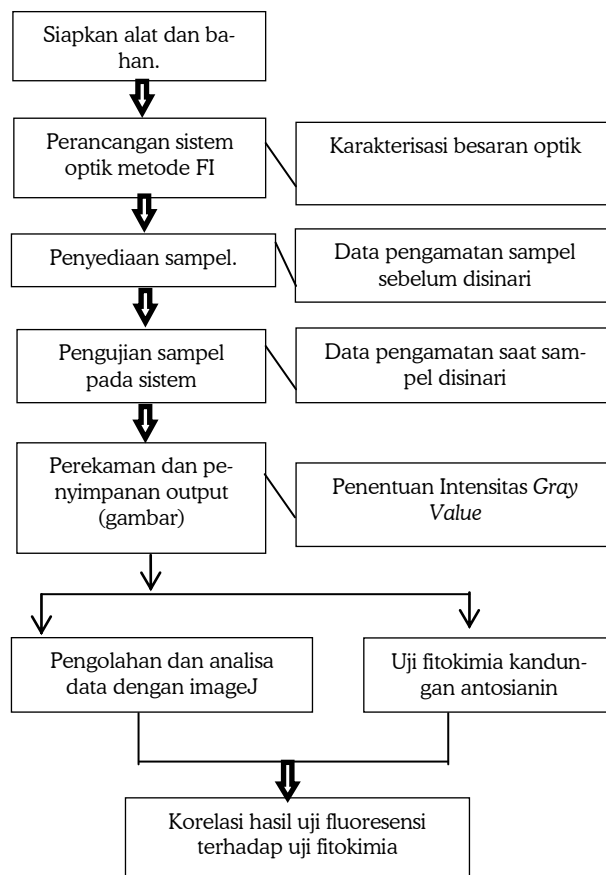 Siapkan alat dan ba-
han.
Perancangan sistem
optik metode FI
Karakterisasi besaran optik
Penyediaan sampel.
Data pengamatan sampel
sebelum disinari
Pengujian sampel
pada sistem
Data pengamatan saat sam-
pel disinari
Perekaman dan pe-
nyimpanan output
(gambar)
Penentuan Intensitas Gray
Value
Pengolahan dan analisa
data dengan imageJ
Uji fitokimia kandun-
gan antosianin
Korelasi hasil uji fluoresensi
terhadap uji fitokimia